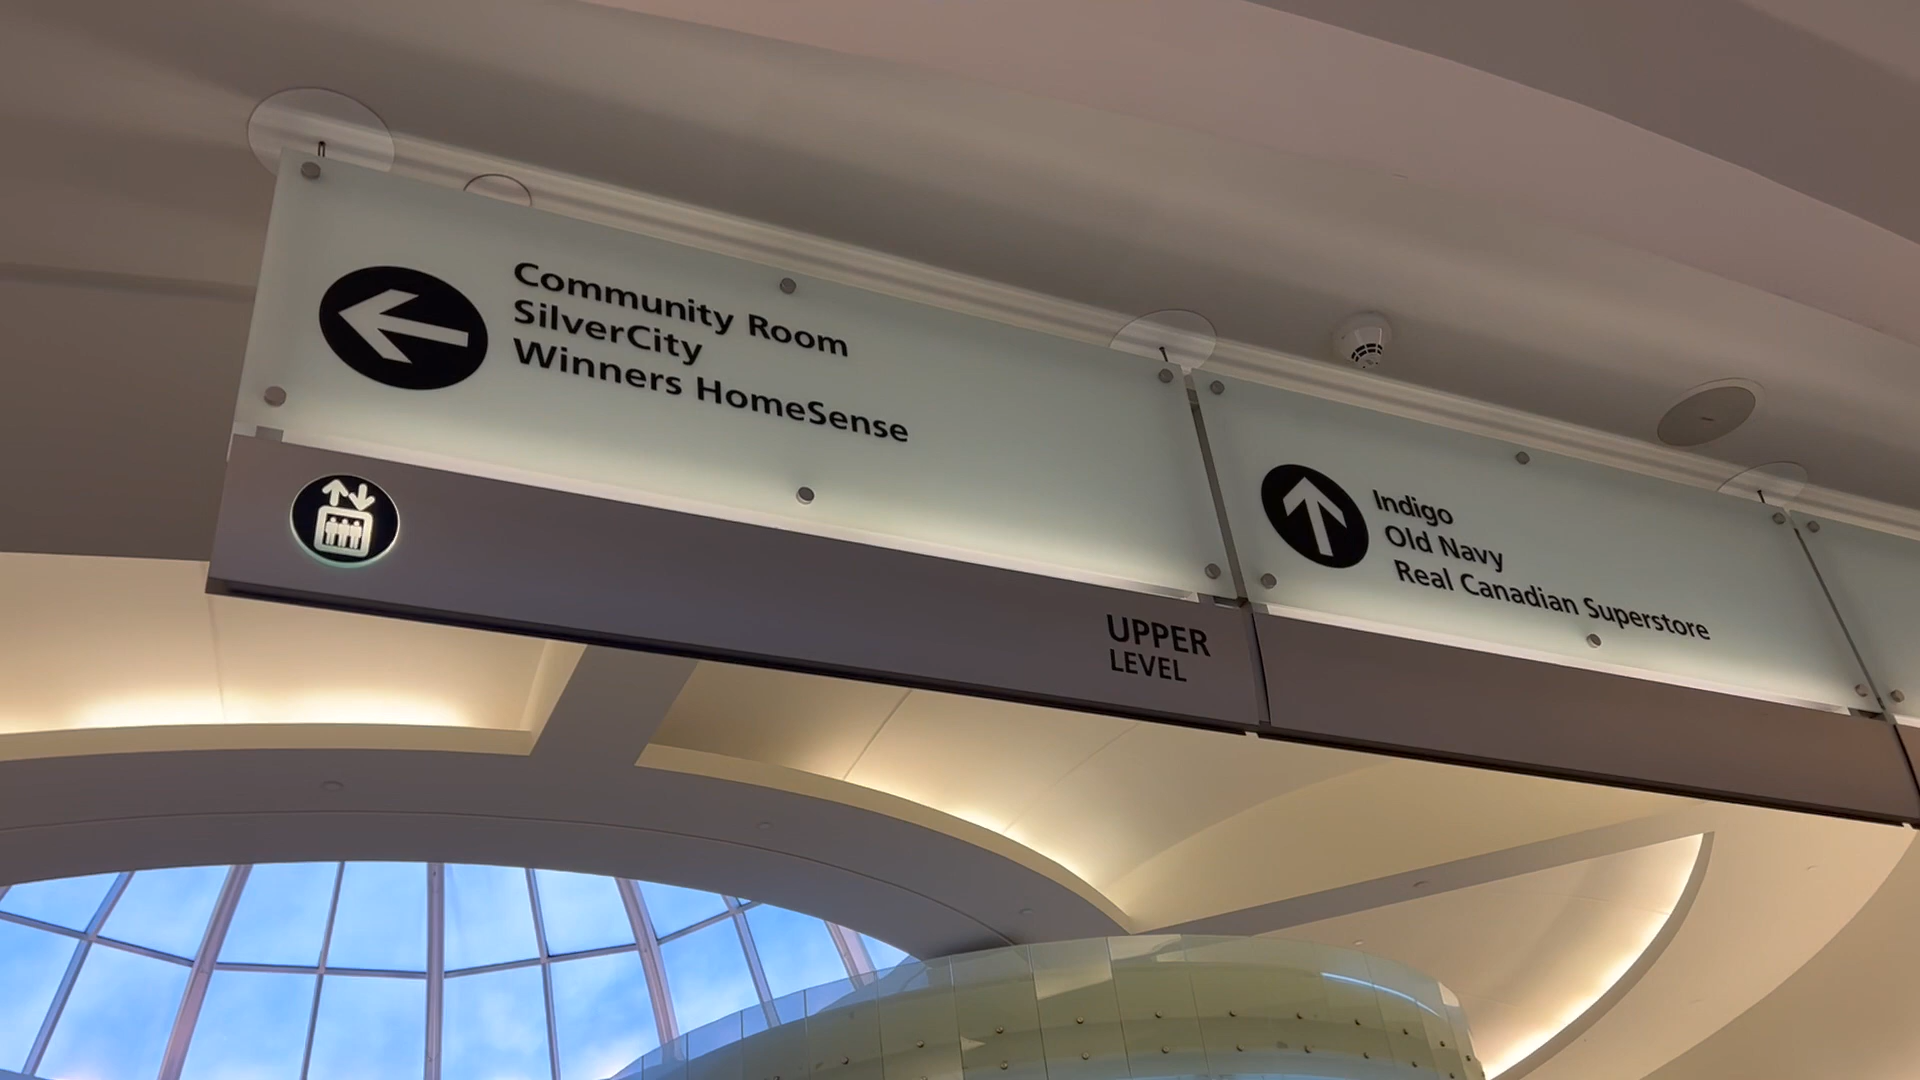 Community Room
SilverCity
Winners HomeSense
UPPER
LEVEL
Indigo
Old Navy
Real Canadian Superstore